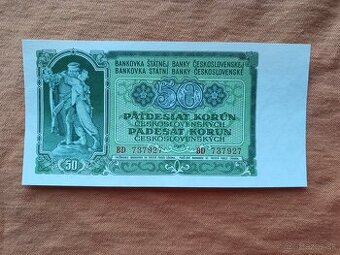 BANKOVKA ŠTÁTNEJ BANKY ČESKOSLOVENSKEJ
BANKOVKA STÁTNÍ BANKY ČESKOSLOVENSKÉ
50
PÄŤDESIAT KORÚN
ČESKOSLOVENSKÝCH
PADESÁT KORUN
ČESKOSLOVENSKÝCH
BD 737927 BD 737927
50